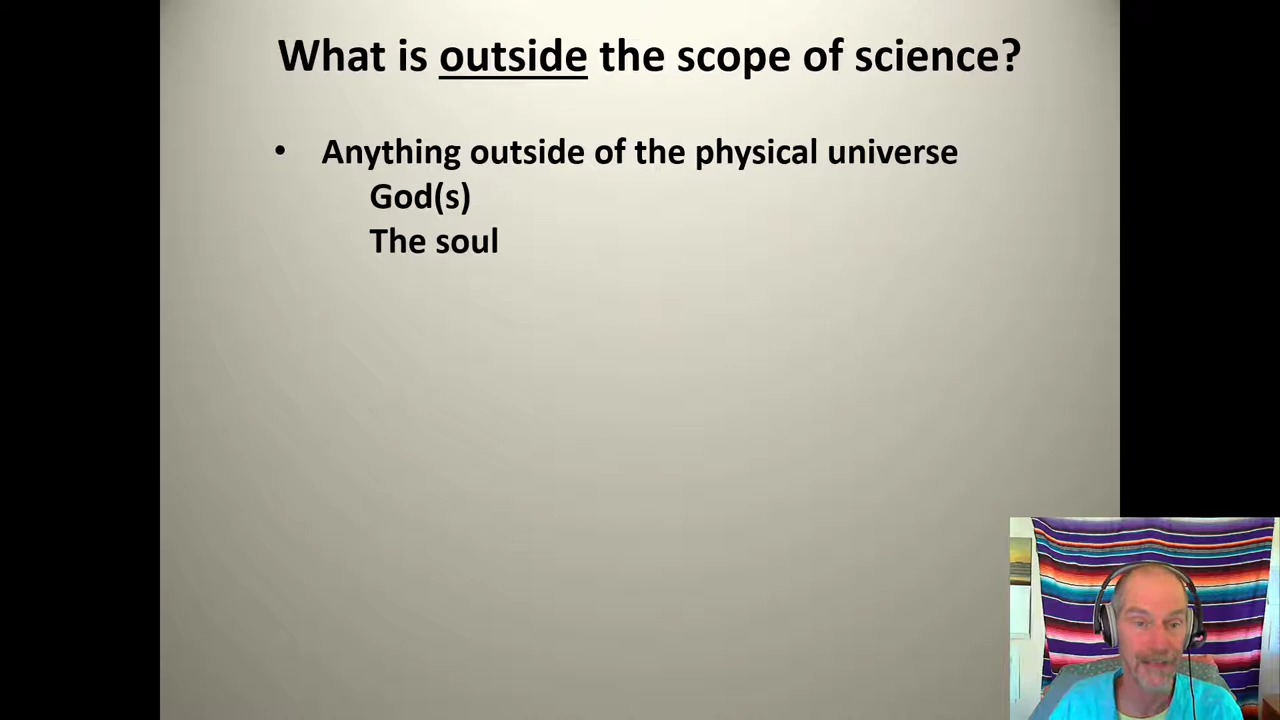 What is outside the scope of science?
• Anything outside of the physical universe
God(s)
The soul